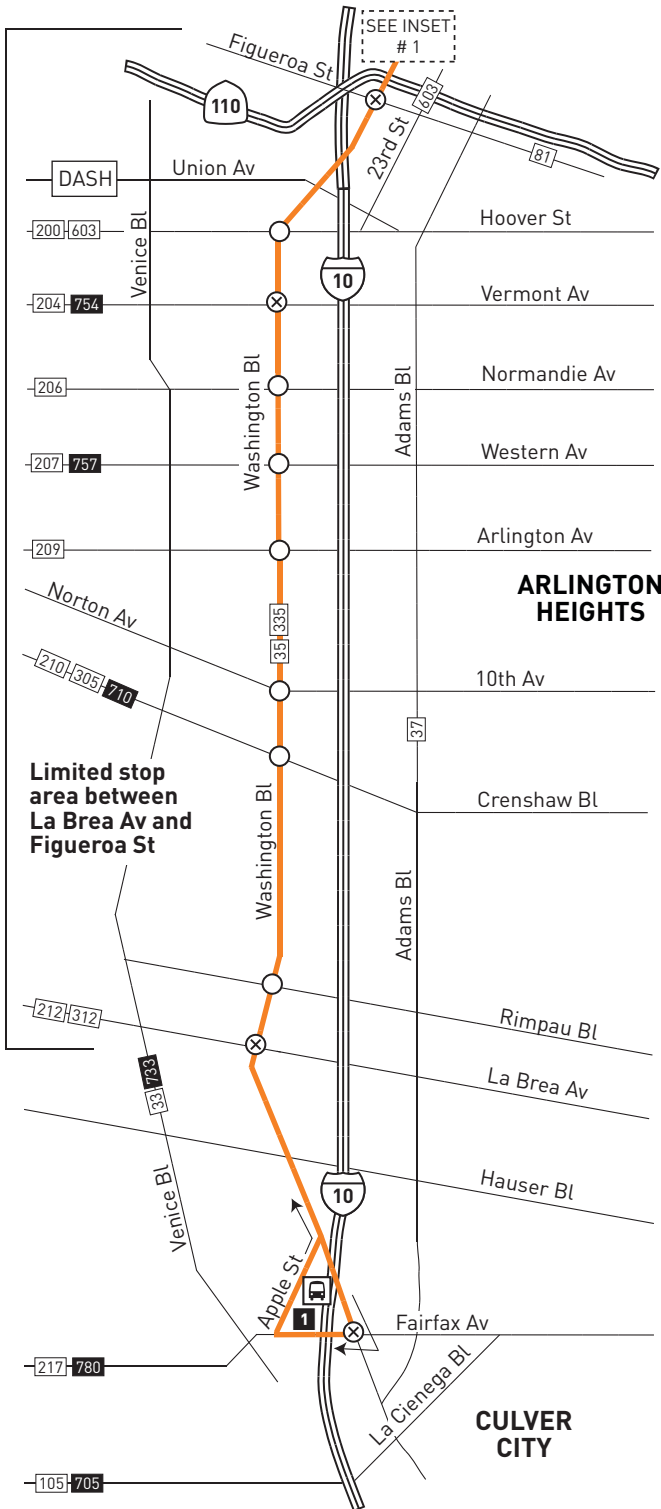 SEE INSET
# 1
Figueroa St
110
603
23rd St
81
DASH
Union Av
Venice Bl
200 603
Hoover St
10
204 754
Vermont Av
Washington Bl
Adams Bl
206
Normandie Av
207 757
Western Av
209
Arlington Av
ARLINGTON
HEIGHTS
Norton Av
35 335
210 305 710
10th Av
37
Limited stop
area between
La Brea Av and
Figueroa St
Crenshaw Bl
Washington Bl
Adams Bl
212 312
Rimpau Bl
La Brea Av
33 733
Venice Bl
Hauser Bl
10
Apple St
1
Fairfax Av
217 780
La Cienega Bl
CULVER
CITY
105 705